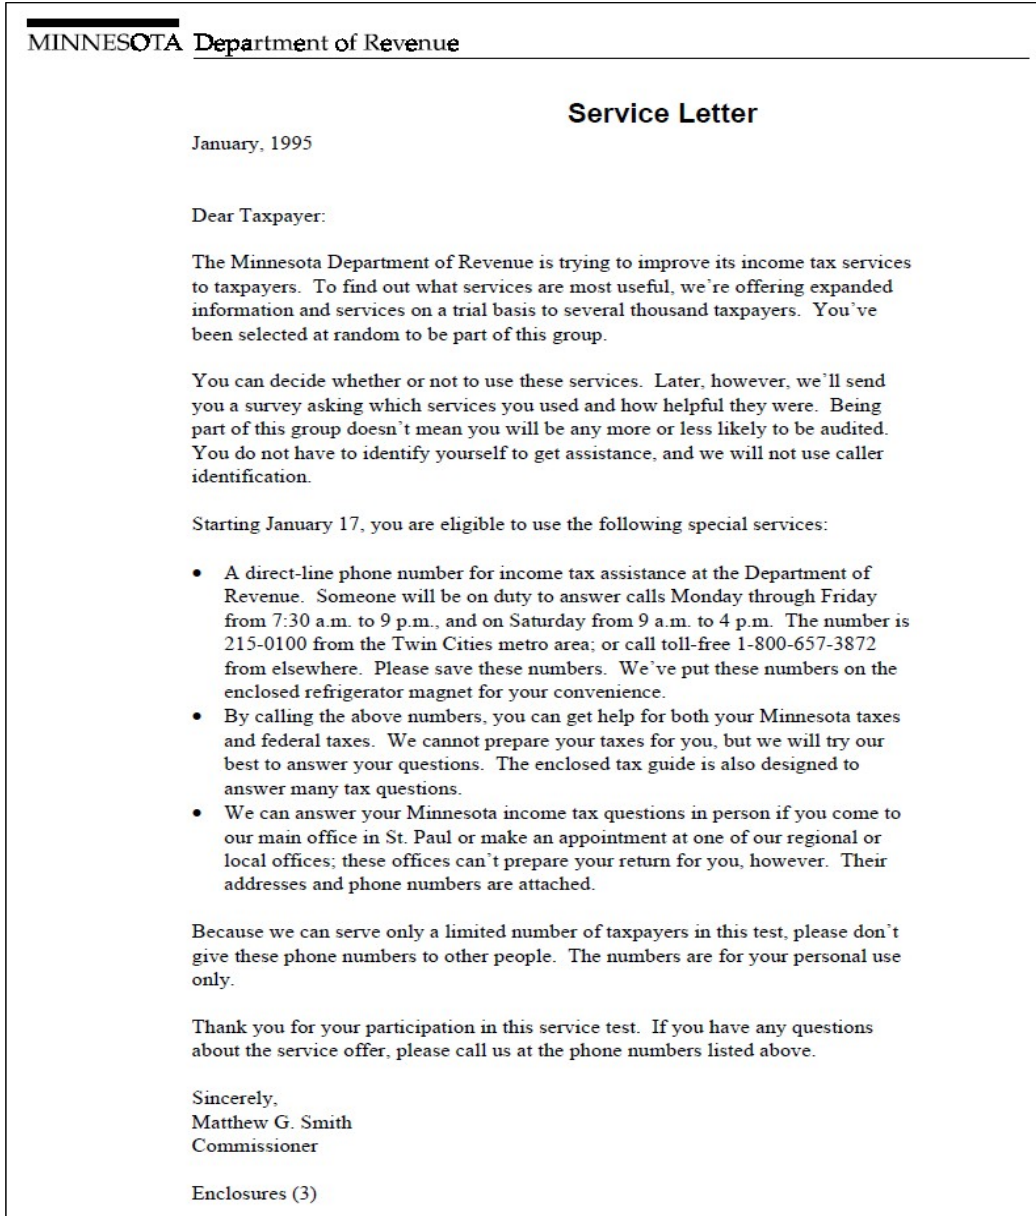 MINNESOTA Department of Revenue
Service Letter
January, 1995
Dear Taxpayer:
The Minnesota Department of Revenue is trying to improve its income tax services
to taxpayers. To find out what services are most useful, we're offering expanded
information and services on a trial basis to several thousand taxpayers. You've
been selected at random to be part of this group.
You can decide whether or not to use these services. Later, however, we'll send
you a survey asking which services you used and how helpful they were. Being
part of this group doesn't mean you will be any more or less likely to be audited.
You do not have to identify yourself to get assistance, and we will not use caller
identification.
Starting January 17, you are eligible to use the following special services:
• A direct-line phone number for income tax assistance at the Department of
Revenue. Someone will be on duty to answer calls Monday through Friday
from 7:30 a.m. to 9 p.m., and on Saturday from 9 a.m. to 4 p.m. The number is
215-0100 from the Twin Cities metro area; or call toll-free 1-800-657-3872
from elsewhere. Please save these numbers. We've put these numbers on the
enclosed refrigerator magnet for your convenience.
• By calling the above numbers, you can get help for both your Minnesota taxes
and federal taxes. We cannot prepare your taxes for you, but we will try our
best to answer your questions. The enclosed tax guide is also designed to
answer many tax questions.
• We can answer your Minnesota income tax questions in person if you come to
our main office in St. Paul or make an appointment at one of our regional or
local offices; these offices can't prepare your return for you, however. Their
addresses and phone numbers are attached.
Because we can serve only a limited number of taxpayers in this test, please don't
give these phone numbers to other people. The numbers are for your personal use
only.
Thank you for your participation in this service test. If you have any questions
about the service offer, please call us at the phone numbers listed above.
Sincerely,
Matthew G. Smith
Commissioner
Enclosures (3)